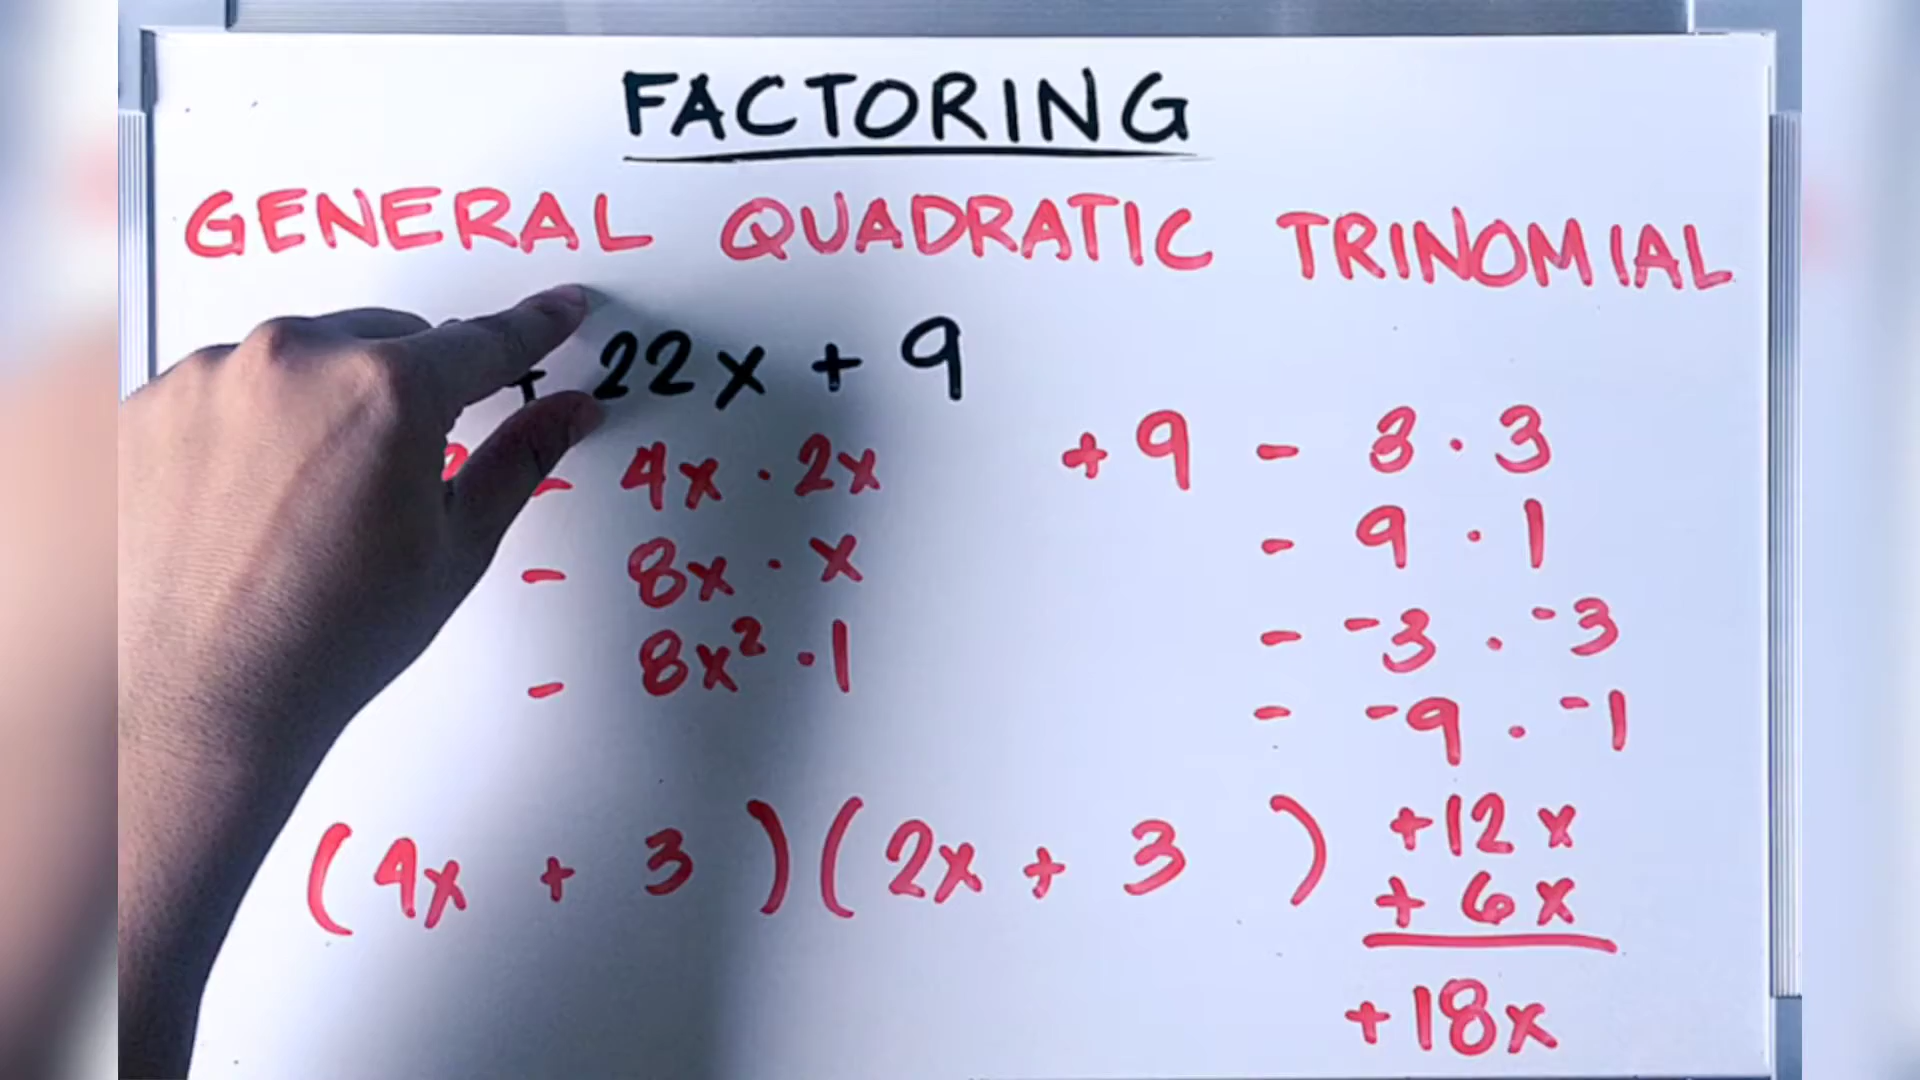 FACTORING
GENERAL QUADRATIC TRINOMIAL
+ 22x + 9
- 4x · 2x
- 8x · x
- 8x² · 1
+9 - 3 · 3
- 9 · 1
- -3 · -3
- -9 · -1
(4x + 3)(2x + 3)
+12x
+6x
+18x